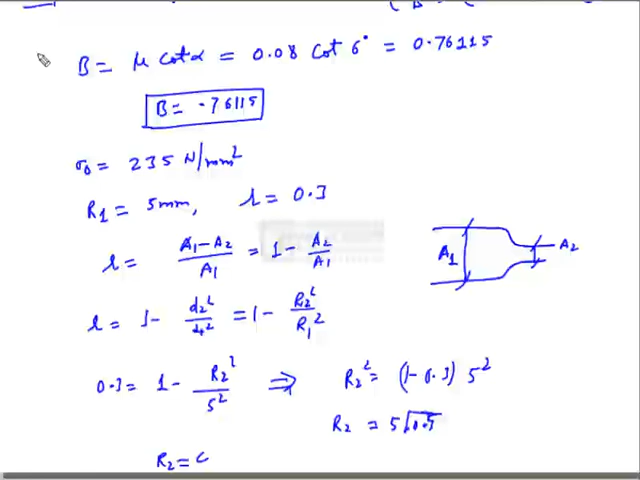 B = μ cot α = 0.08 cot 6° = 0.76115
B = .76115
σ₀ = 235 N/mm²
R₁ = 5mm, r = 0.3
r = (A₁-A₂)/A₁ = 1 - A₂/A₁
A₁ A₂
r = 1 - d₂²/d₁² = 1 - R₂²/R₁²
0.3 = 1 - R₂²/5² ⇒ R₂² = (1-0.3) 5²
R₂ = 5√
R₂ = c